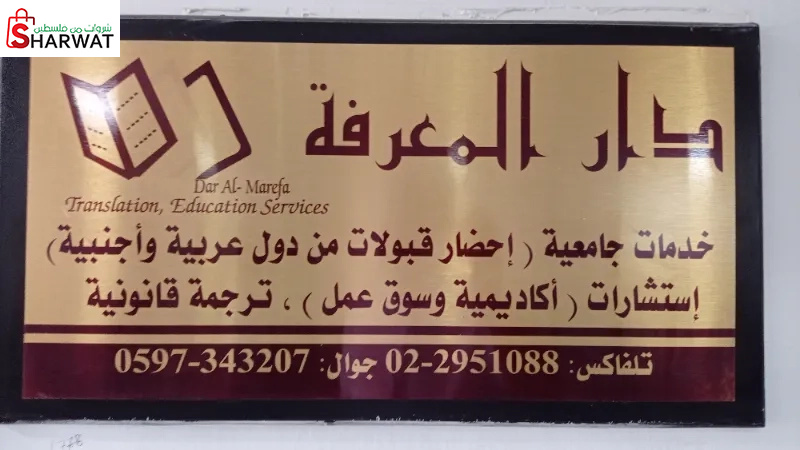 شروات من فلسطين
SHARWAT
دار المعرفة
Dar Al- Marefa
Translation, Education Services
خدمات جامعية ( إحضار قبولات من دول عربية وأجنبية)
إستشارات ( أكاديمية وسوق عمل ) ، ترجمة قانونية
تلفاكس: 02-2951088 جوال: 0597-343207